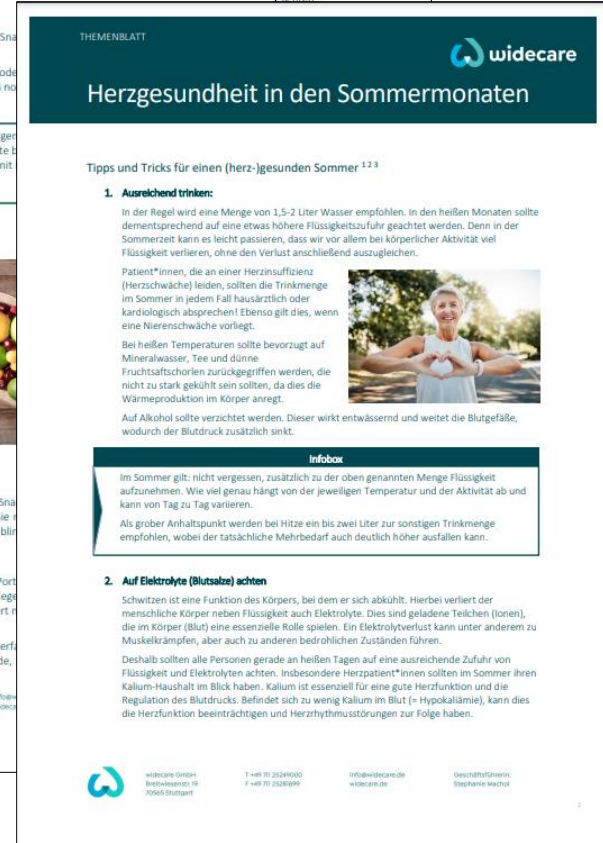 THEMENBLATT
widecare
Herzgesundheit in den Sommermonaten
Tipps und Tricks für einen (herz-)gesunden Sommer 1 2 3
1. Ausreichend trinken:
In der Regel wird eine Menge von 1,5-2 Liter Wasser empfohlen. In den heißen Monaten sollte
dementsprechend auf eine etwas höhere Flüssigkeitszufuhr geachtet werden. Denn in der
Sommerzeit kann es leicht passieren, dass wir vor allem bei körperlicher Aktivität viel
Flüssigkeit verlieren, ohne den Verlust anschließend auszugleichen.
Patient*innen, die an einer Herzinsuffizienz
(Herzschwäche) leiden, sollten die Trinkmenge
im Sommer in jedem Fall hausärztlich oder
kardiologisch absprechen! Ebenso gilt dies, wenn
eine Nierenschwäche vorliegt.
Bei heißen Temperaturen sollte bevorzugt auf
Mineralwasser, Tee und dünne
Fruchtsaftschorlen zurückgegriffen werden, die
nicht zu stark gekühlt sein sollten, da dies die
Wärmeproduktion im Körper anregt.
Auf Alkohol sollte verzichtet werden. Dieser wirkt entwässernd und weitet die Blutgefäße,
wodurch der Blutdruck zusätzlich sinkt.
Infobox
Im Sommer gilt: nicht vergessen, zusätzlich zu der oben genannten Menge Flüssigkeit
aufzunehmen. Wie viel genau hängt von der jeweiligen Temperatur und der Aktivität ab und
kann von Tag zu Tag variieren.
Als grober Anhaltspunkt werden bei Hitze ein bis zwei Liter zur sonstigen Trinkmenge
empfohlen, wobei der tatsächliche Mehrbedarf auch deutlich höher ausfallen kann.
2. Auf Elektrolyte (Blutsalze) achten
Schwitzen ist eine Funktion des Körpers, bei dem er sich abkühlt. Hierbei verliert der
menschliche Körper neben Flüssigkeit auch Elektrolyte. Dies sind geladene Teilchen (Ionen),
die im Körper (Blut) eine essenzielle Rolle spielen. Ein Elektrolytverlust kann unter anderem zu
Muskelkrämpfen, aber auch zu anderen bedrohlichen Zuständen führen.
Deshalb sollten alle Personen gerade an heißen Tagen auf eine ausreichende Zufuhr von
Flüssigkeit und Elektrolyten achten. Insbesondere Herzpatient*innen sollten im Sommer ihren
Kalium-Haushalt im Blick haben. Kalium ist essenziell für eine gute Herzfunktion und die
Regulation des Blutdrucks. Befindet sich zu wenig Kalium im Blut (= Hypokaliämie), kann dies
die Herzfunktion beeinträchtigen und Herzrhythmusstörungen zur Folge haben.
widecare GmbH
Breitwiesenstr. 19
70565 Stuttgart
T +49 711 25249000
F +49 711 25281699
info@widecare.de
widecare.de
Geschäftsführerin:
Stephanie Machol
2